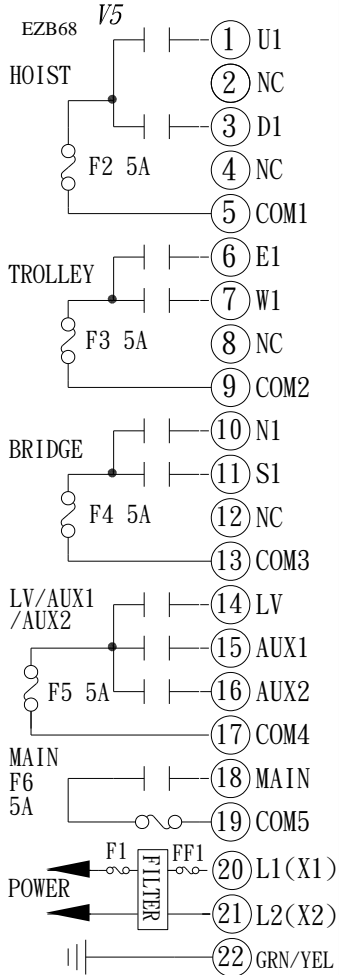 EZB68 V5
① U1
HOIST
② NC
③ D1
F2 5A
④ NC
⑤ COM1
⑥ E1
TROLLEY
⑦ W1
F3 5A
⑧ NC
⑨ COM2
⑩ N1
BRIDGE
⑪ S1
F4 5A
⑫ NC
⑬ COM3
LV/AUX1
/AUX2
⑭ LV
⑮ AUX1
F5 5A
⑯ AUX2
⑰ COM4
MAIN
F6
5A
⑱ MAIN
⑲ COM5
F1
FILTER
FF1
⑳ L1(X1)
POWER
㉑ L2(X2)
㉒ GRN/YEL